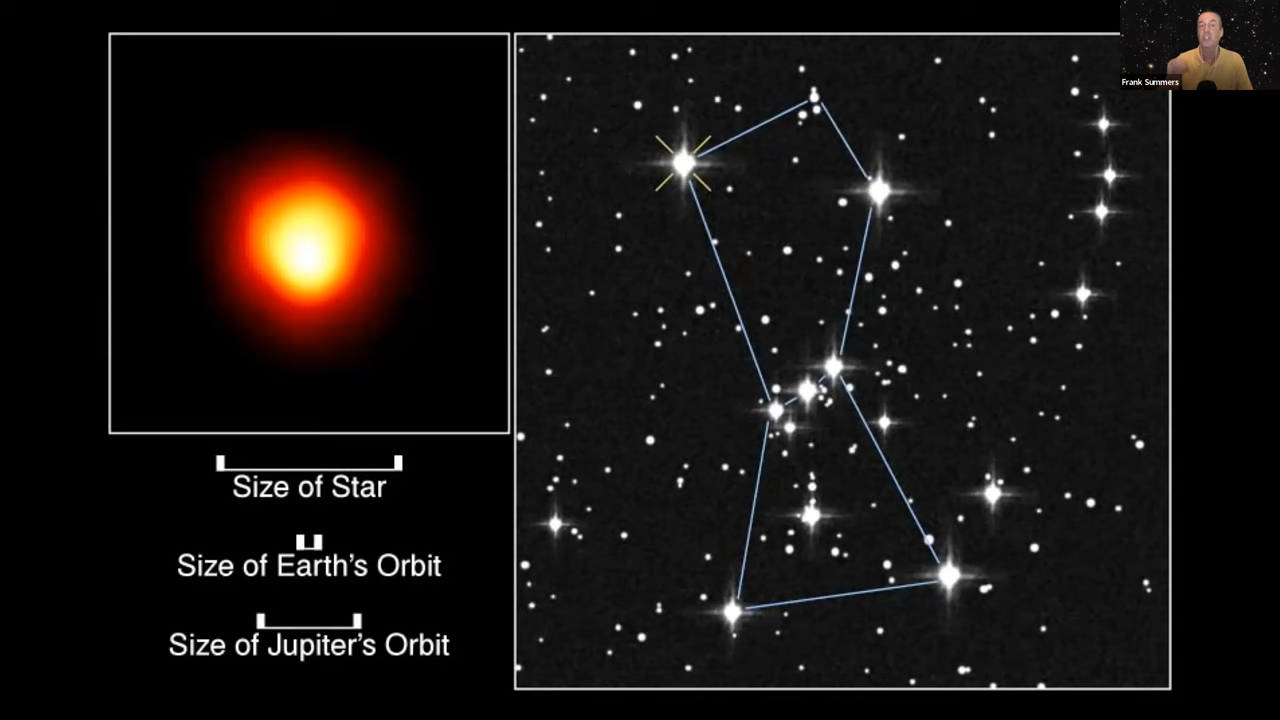 Frank Summers
Size of Star
Size of Earth's Orbit
Size of Jupiter's Orbit